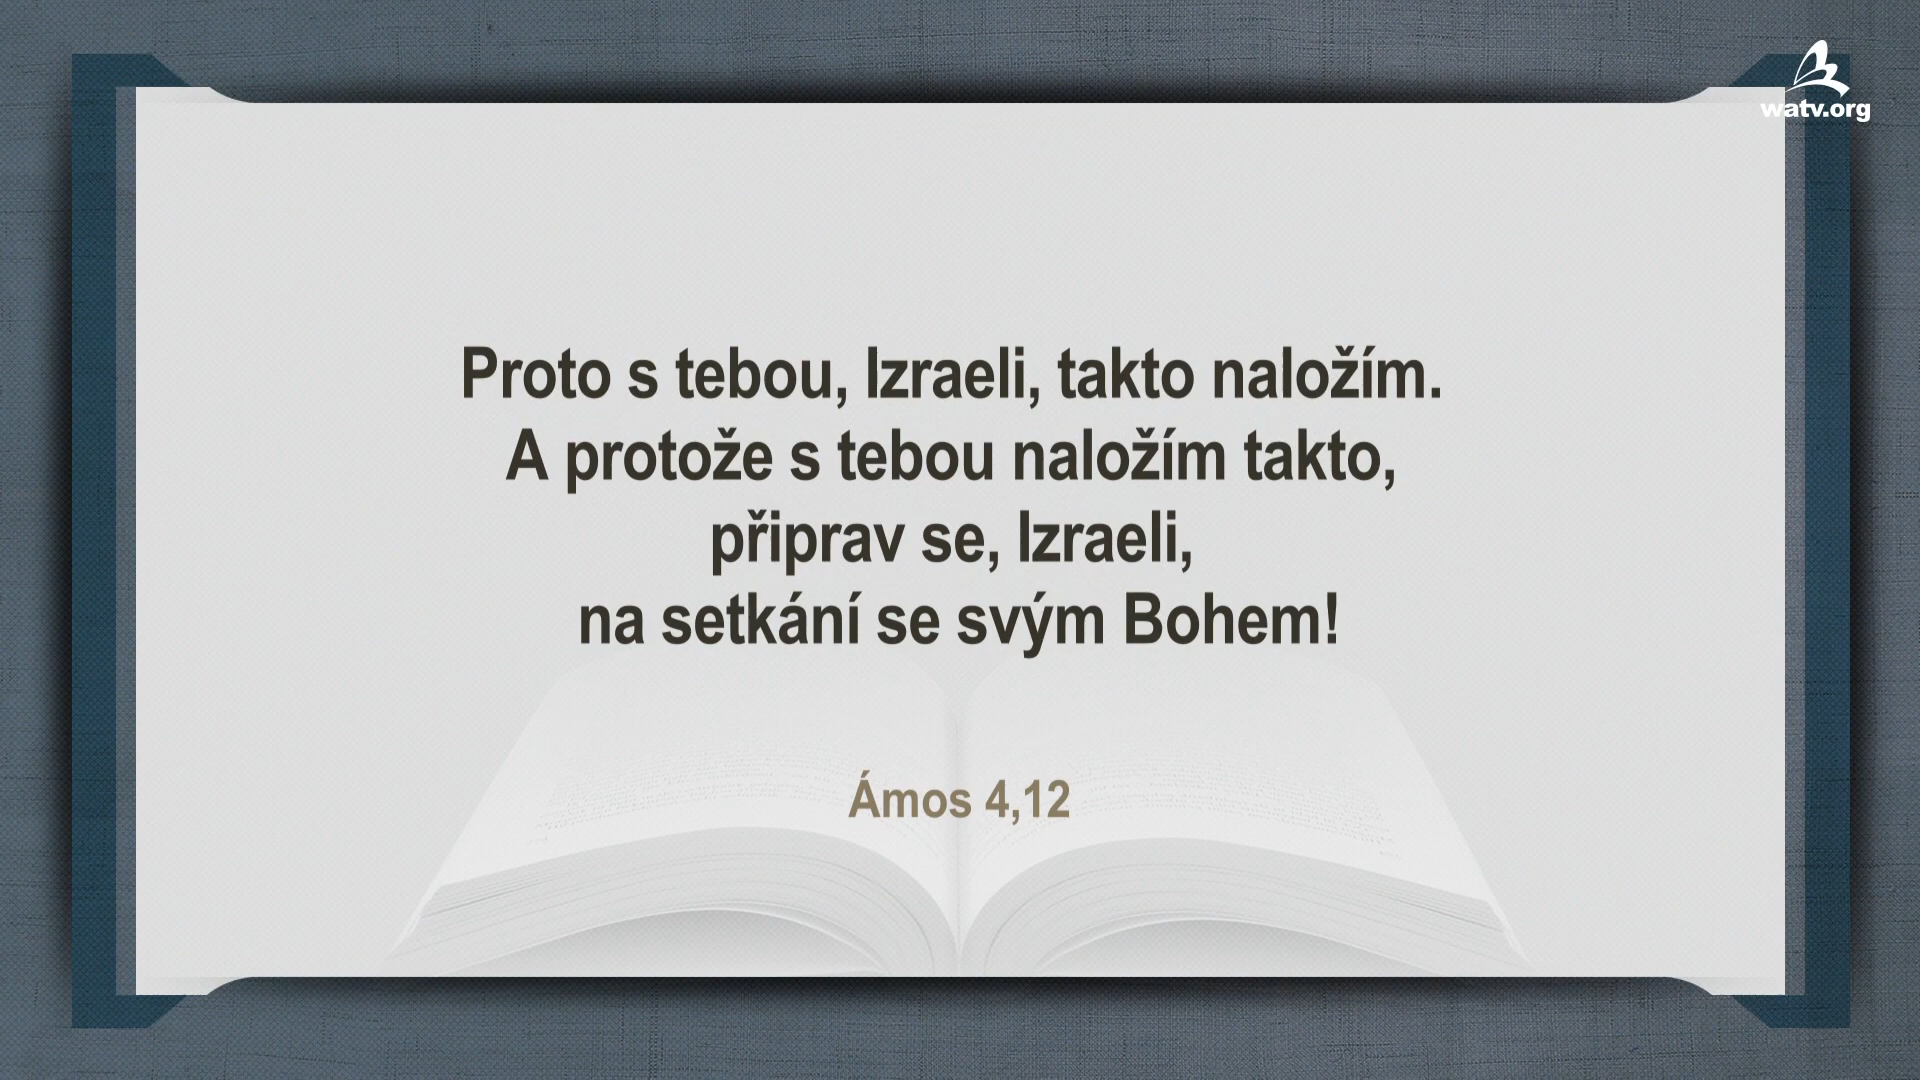 watv.org
Proto s tebou, Izraeli, takto naložím.
A protože s tebou naložím takto,
připrav se, Izraeli,
na setkání se svým Bohem!
Ámos 4,12